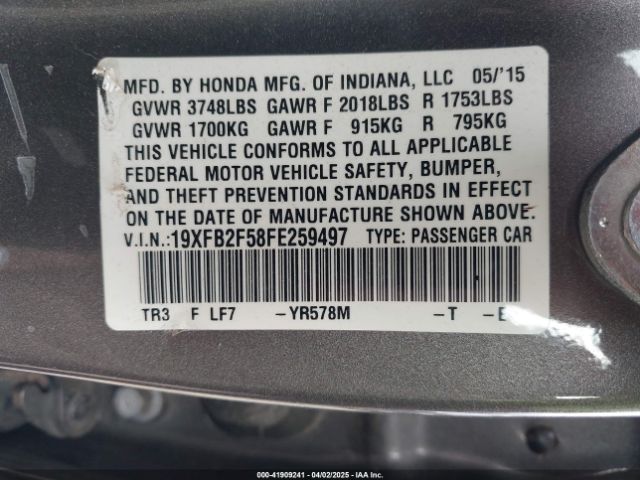 MFD. BY HONDA MFG. OF INDIANA, LLC 05/'15
GVWR 3748LBS GAWR F 2018LBS R 1753LBS
GVWR 1700KG GAWR F 915KG R 795KG
THIS VEHICLE CONFORMS TO ALL APPLICABLE
FEDERAL MOTOR VEHICLE SAFETY, BUMPER,
AND THEFT PREVENTION STANDARDS IN EFFECT
ON THE DATE OF MANUFACTURE SHOWN ABOVE.
V.I.N.:19XFB2F58FE259497 TYPE: PASSENGER CAR
TR3 F LF7 -YR578M -T -E
000-41909241 - 04/02/2025 - IAAI.com